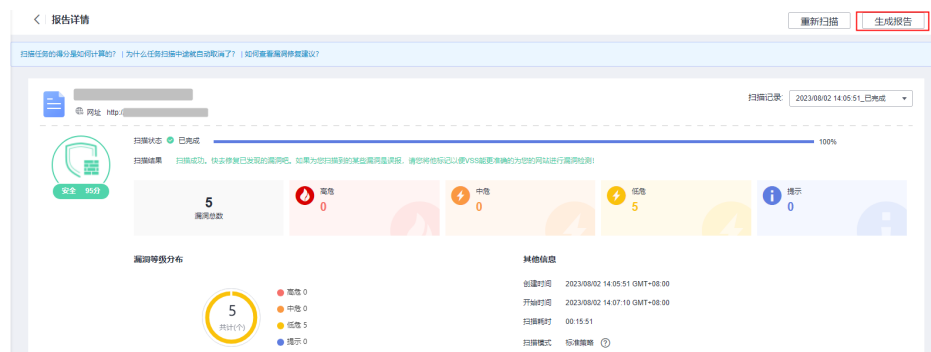 报告详情
重新扫描
生成报告
扫描任务的得分是如何计算的? | 为什么任务扫描中途就自动取消了? | 如何查看漏洞修复建议?
扫描记录 2023/08/02 14:05:51_已完成
网址 http:/
扫描状态 已完成 100%
扫描结果 扫描成功。快去修复已发现的漏洞吧。如果为您扫描到的某些漏洞是误报，请您将他标记以便VSS能更准确的为您的网站进行漏洞检测!
安全 95分
5
漏洞总数
高危
0
中危
0
低危
5
提示
0
漏洞等级分布
5
共计(个)
高危 0
中危 0
低危 5
提示 0
其他信息
创建时间 2023/08/02 14:05:51 GMT+08:00
开始时间 2023/08/02 14:07:10 GMT+08:00
扫描耗时 00:15:51
扫描模式 标准策略